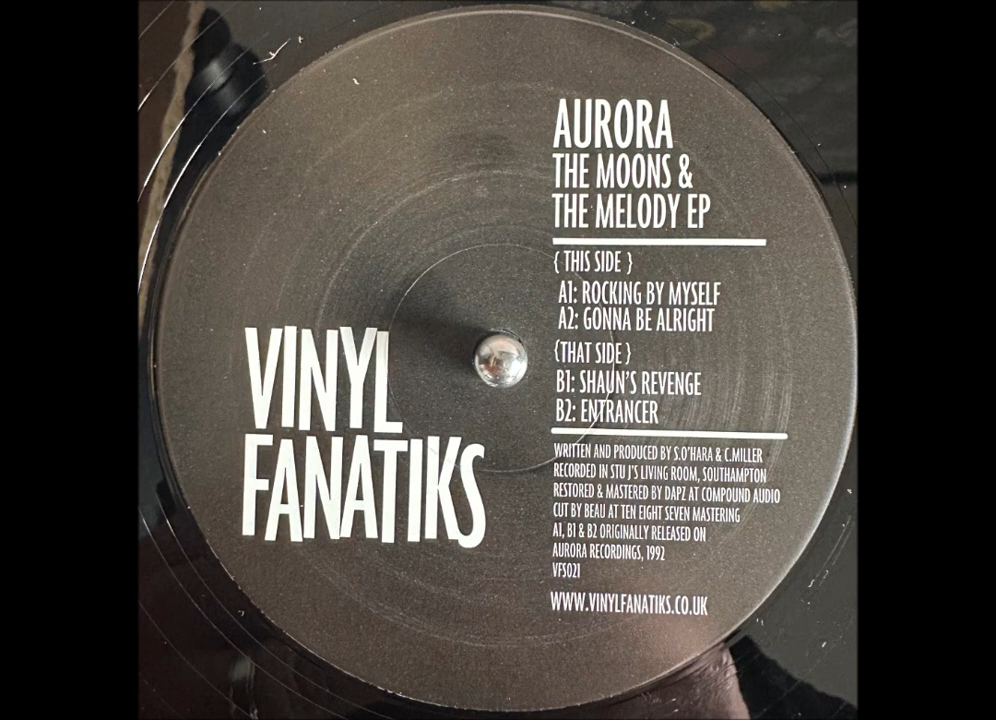 AURORA
THE MOONS &
THE MELODY EP
{ THIS SIDE }
A1: ROCKING BY MYSELF
A2: GONNA BE ALRIGHT
{THAT SIDE }
B1: SHAUN'S REVENGE
B2: ENTRANCER
WRITTEN AND PRODUCED BY S.O'HARA & C.MILLER
RECORDED IN STU J'S LIVING ROOM, SOUTHAMPTON
RESTORED & MASTERED BY DAPZ AT COMPOUND AUDIO
CUT BY BEAU AT TEN EIGHT SEVEN MASTERING
A1, B1 & B2 ORIGINALLY RELEASED ON
AURORA RECORDINGS, 1992
VFS021
WWW.VINYLFANATIKS.CO.UK
VINYL
FANATIKS